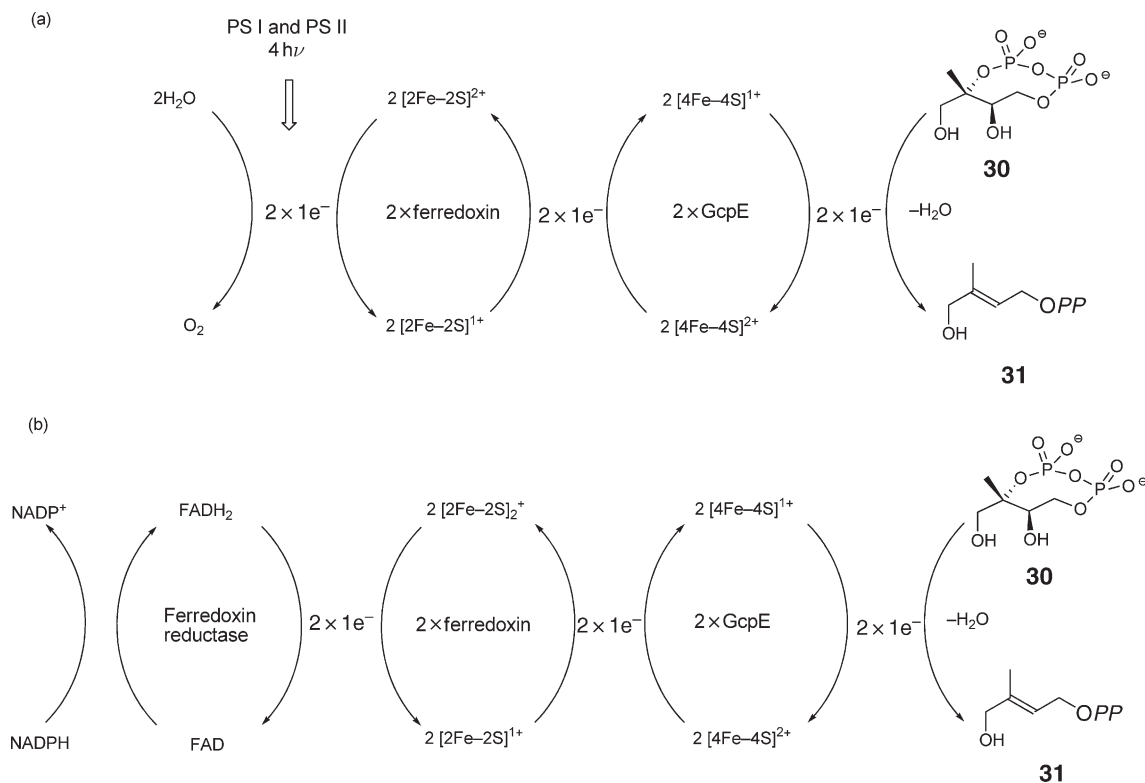 (a)
PS I and PS II
4hν
2H₂O
2 [2Fe–2S]²⁺
2 [4Fe–4S]¹⁺
O
O⊖
P
O
O
O
P
O⊖
O
OH
OH
30
2 × 1e⁻
2×ferredoxin
2 × 1e⁻
2×GcpE
2 × 1e⁻
–H₂O
O₂
2 [2Fe–2S]¹⁺
2 [4Fe–4S]²⁺
OPP
OH
31
(b)
NADP⁺
FADH₂
2 [2Fe–2S]₂⁺
2 [4Fe–4S]¹⁺
O
O⊖
P
O
O
O
P
O⊖
O
OH
OH
30
Ferredoxin
reductase
2 × 1e⁻
2×ferredoxin
2 × 1e⁻
2×GcpE
2 × 1e⁻
–H₂O
NADPH
FAD
2 [2Fe–2S]¹⁺
2 [4Fe–4S]²⁺
OPP
OH
31